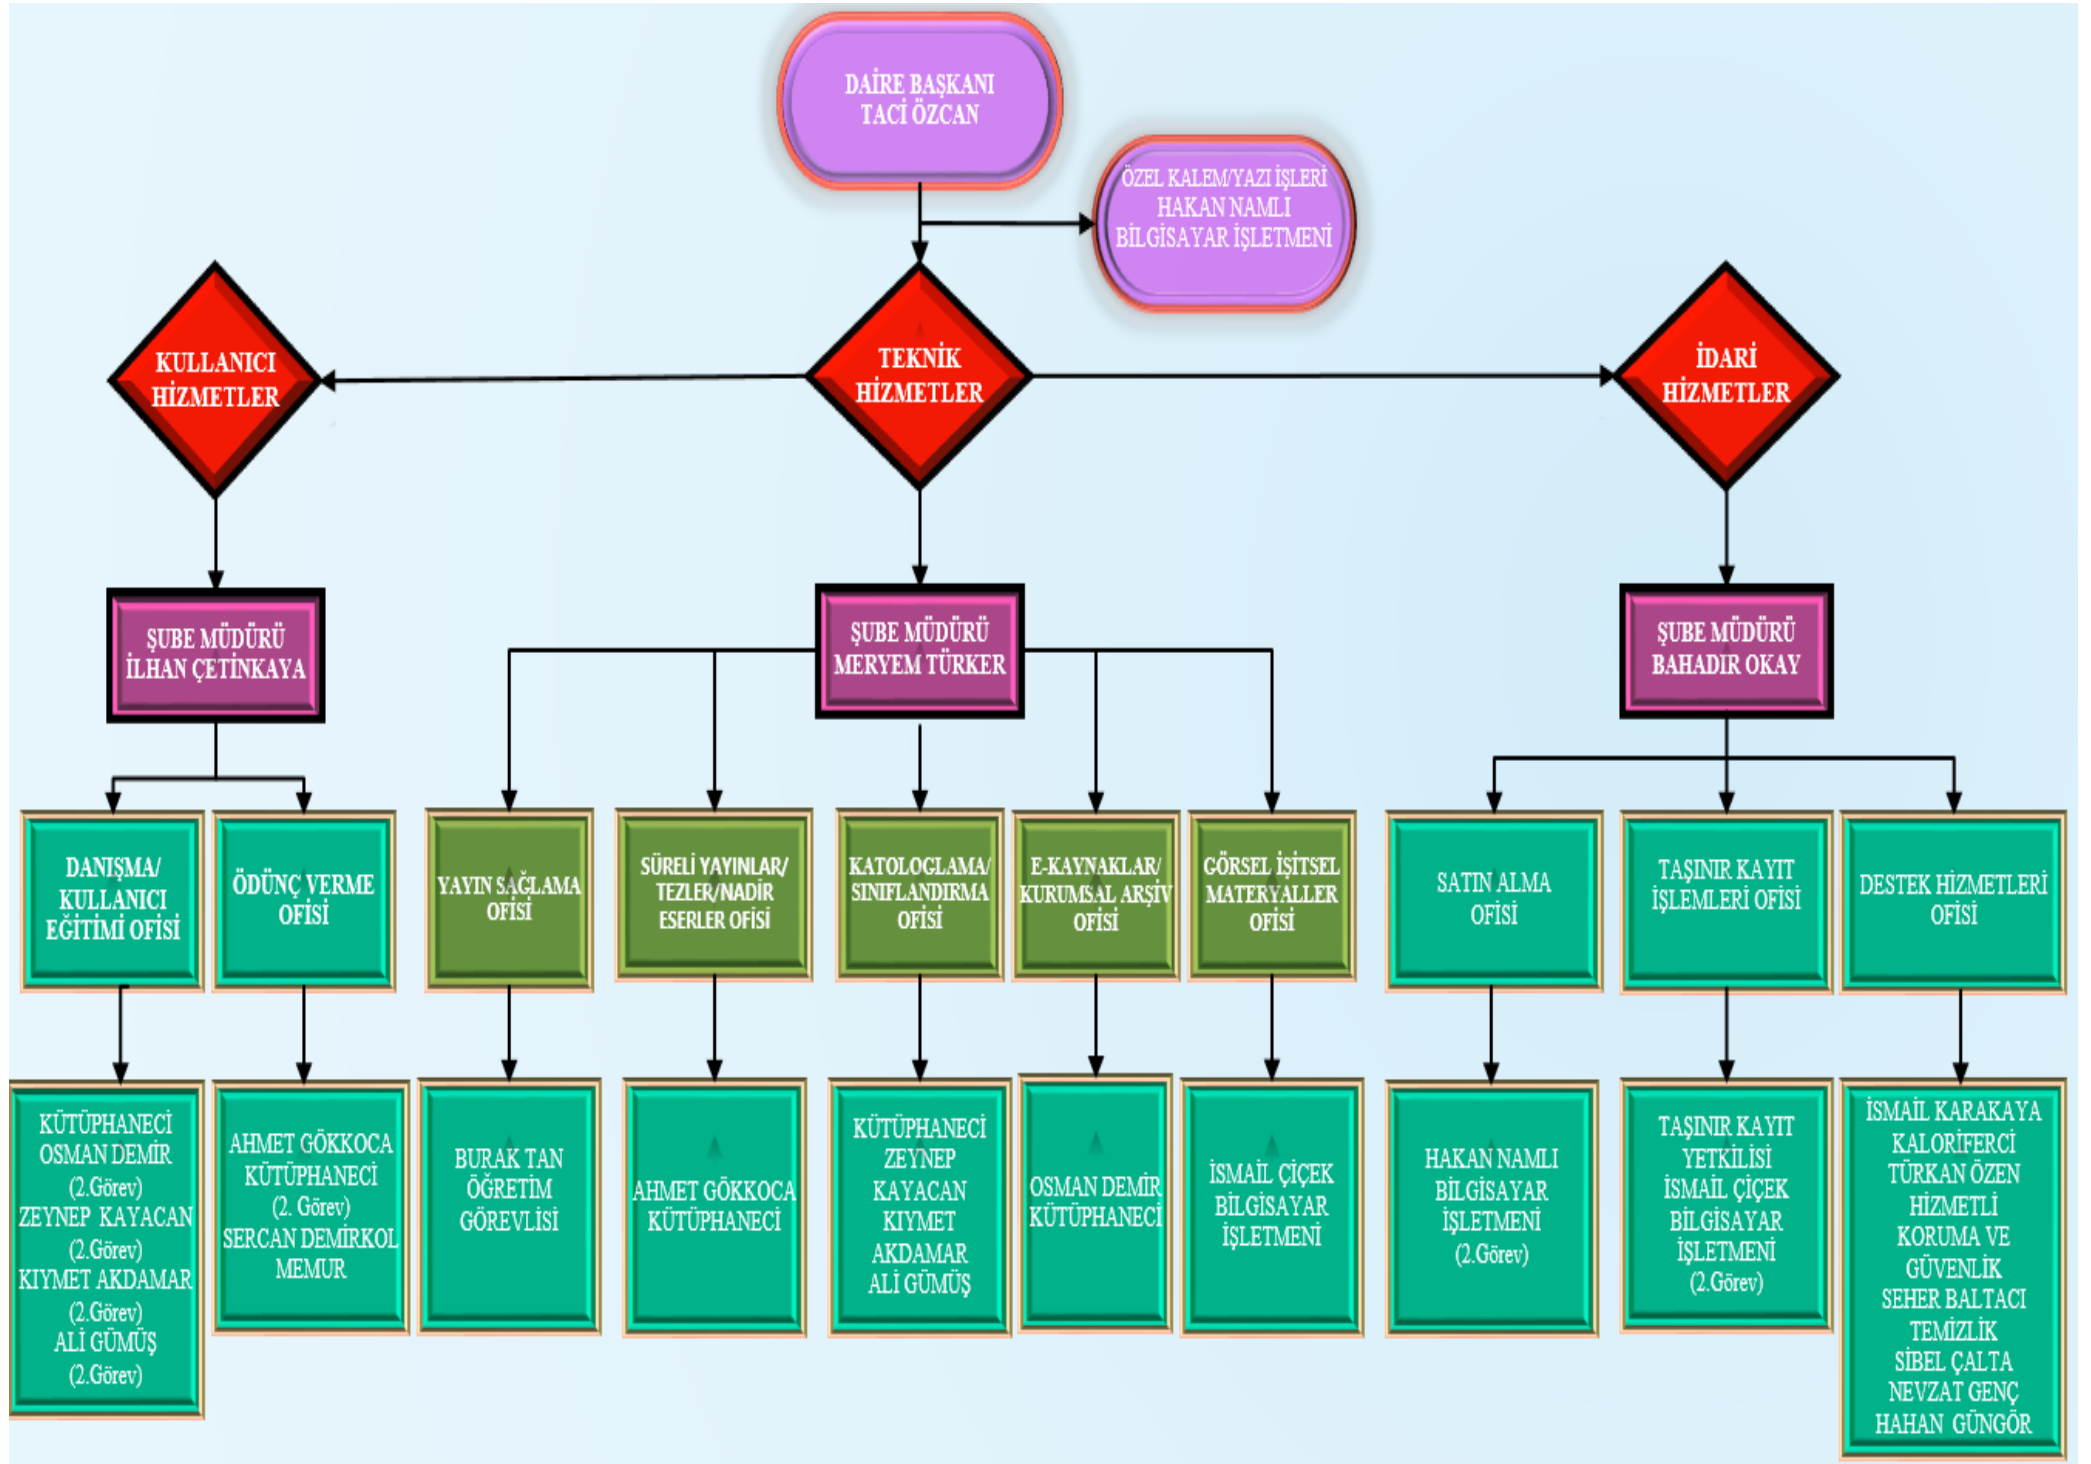 DAİRE BAŞKANI
TACİ ÖZCAN
ÖZEL KALEM/YAZI İŞLERİ
HAKAN NAMLI
BİLGİSAYAR İŞLETMENİ
KULLANICI
HİZMETLER
TEKNİK
HİZMETLER
İDARİ
HİZMETLER
ŞUBE MÜDÜRÜ
İLHAN ÇETİNKAYA
ŞUBE MÜDÜRÜ
MERYEM TÜRKER
ŞUBE MÜDÜRÜ
BAHADIR OKAY
DANIŞMA/
KULLANICI
EĞİTİMİ OFİSİ
ÖDÜNÇ VERME
OFİSİ
YAYIN SAĞLAMA
OFİSİ
SÜRELİ YAYINLAR/
TEZLER/NADİR
ESERLER OFİSİ
KATOLOGLAMA/
SINIFLANDIRMA
OFİSİ
E-KAYNAKLAR/
KURUMSAL ARŞİV
OFİSİ
GÖRSEL İŞİTSEL
MATERYALLER
OFİSİ
SATIN ALMA
OFİSİ
TAŞINIR KAYIT
İŞLEMLERİ OFİSİ
DESTEK HİZMETLERİ
OFİSİ
KÜTÜPHANECİ
OSMAN DEMİR
(2.Görev)
ZEYNEP KAYACAN
(2.Görev)
KIYMET AKDAMAR
(2.Görev)
ALİ GÜMÜŞ
(2.Görev)
AHMET GÖKKOCA
KÜTÜPHANECİ
(2. Görev)
SERCAN DEMİRKOL
MEMUR
BURAK TAN
ÖĞRETİM
GÖREVLİSİ
AHMET GÖKKOCA
KÜTÜPHANECİ
KÜTÜPHANECİ
ZEYNEP
KAYACAN
KIYMET
AKDAMAR
ALİ GÜMÜŞ
OSMAN DEMİR
KÜTÜPHANECİ
İSMAİL ÇİÇEK
BİLGİSAYAR
İŞLETMENİ
HAKAN NAMLI
BİLGİSAYAR
İŞLETMENİ
(2.Görev)
TAŞINIR KAYIT
YETKİLİSİ
İSMAİL ÇİÇEK
BİLGİSAYAR
İŞLETMENİ
(2.Görev)
İSMAİL KARAKAYA
KALORİFERCİ
TÜRKAN ÖZEN
HİZMETLİ
KORUMA VE
GÜVENLİK
SEHER BALTACI
TEMİZLİK
SİBEL ÇALTA
NEVZAT GENÇ
HAHAN GÜNGÖR